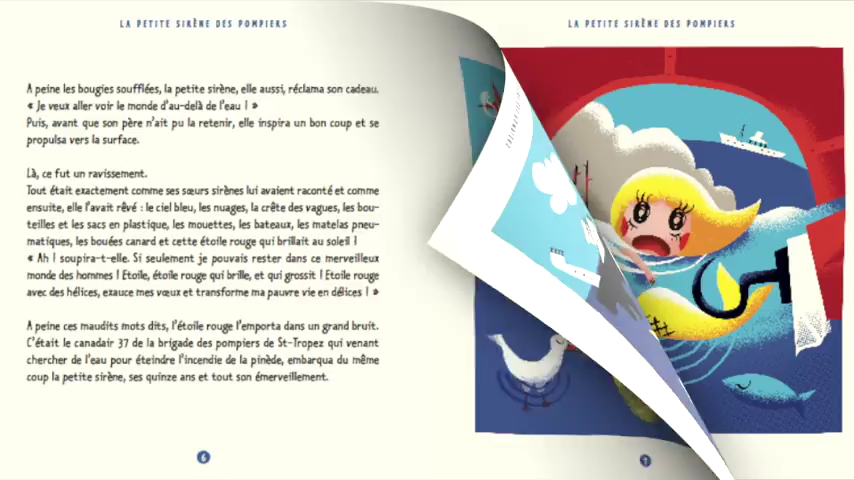 LA PETITE SIRÈNE DES POMPIERS
A peine les bougies soufflées, la petite sirène, elle aussi, réclama son cadeau.
« Je veux aller voir le monde d'au-delà de l'eau ! »
Puis, avant que son père n'ait pu la retenir, elle inspira un bon coup et se
propulsa vers la surface.
Là, ce fut un ravissement.
Tout était exactement comme ses sœurs sirènes lui avaient raconté et comme
ensuite, elle l'avait rêvé : le ciel bleu, les nuages, la crête des vagues, les bou-
teilles et les sacs en plastique, les mouettes, les bateaux, les matelas pneu-
matiques, les bouées canard et cette étoile rouge qui brillait au soleil !
« Ah ! soupira-t-elle. Si seulement je pouvais rester dans ce merveilleux
monde des hommes ! Etoile, étoile rouge qui brille, et qui grossit ! Etoile rouge
avec des hélices, exauce mes vœux et transforme ma pauvre vie en délices ! »
A peine ces maudits mots dits, l'étoile rouge l'emporta dans un grand bruit.
C'était le canadair 37 de la brigade des pompiers de St-Tropez qui venant
chercher de l'eau pour éteindre l'incendie de la pinède, embarqua du même
coup la petite sirène, ses quinze ans et tout son émerveillement.
6
LA PETITE SIRÈNE DES POMPIERS
7